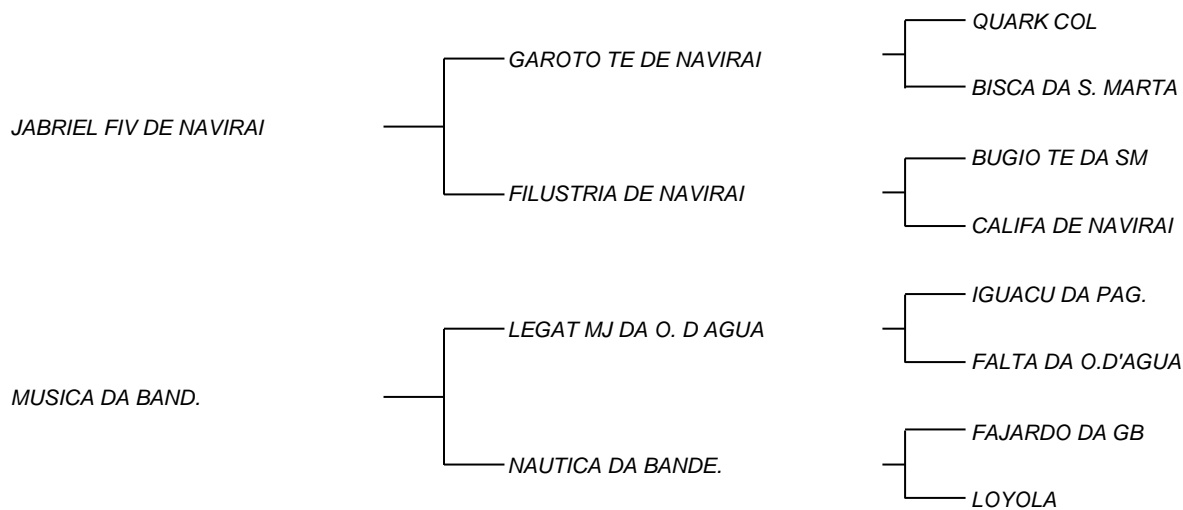 QUARK COL
GAROTO TE DE NAVIRAI
BISCA DA S. MARTA
JABRIEL FIV DE NAVIRAI
BUGIO TE DA SM
FILUSTRIA DE NAVIRAI
CALIFA DE NAVIRAI
IGUACU DA PAG.
LEGAT MJ DA O. D AGUA
FALTA DA O.D'AGUA
MUSICA DA BAND.
FAJARDO DA GB
NAUTICA DA BANDE.
LOYOLA